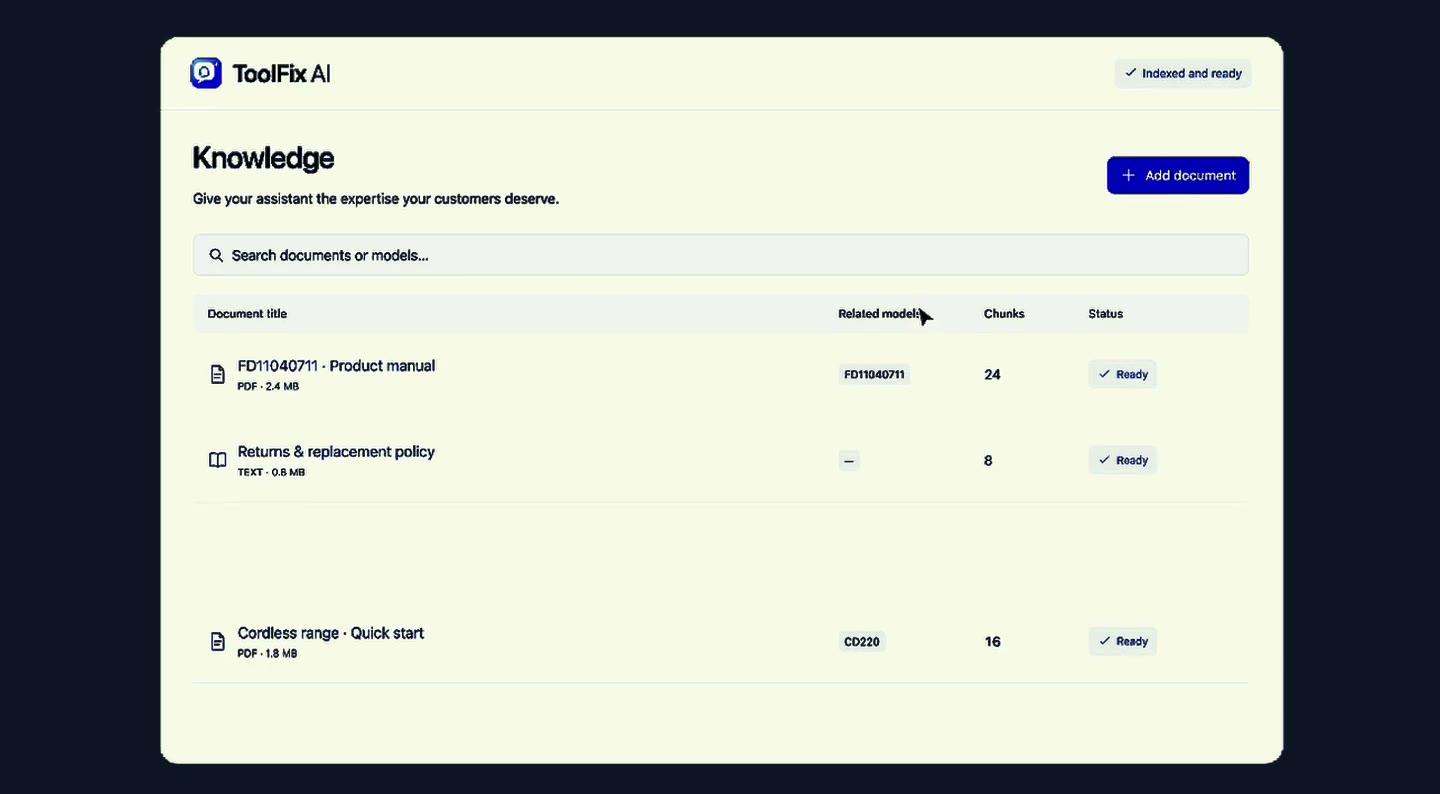 ToolFix AI
Indexed and ready
Knowledge
Give your assistant the expertise your customers deserve.
Add document
Search documents or models...
Document title Related models Chunks Status
FD11040711 · Product manual
PDF · 2.4 MB
FD11040711 24 Ready
Returns & replacement policy
TEXT · 0.8 MB
— 8 Ready
Cordless range · Quick start
PDF · 1.8 MB
CD220 16 Ready